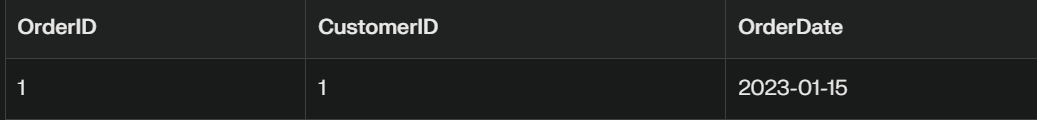 OrderID CustomerID OrderDate
1 1 2023-01-15